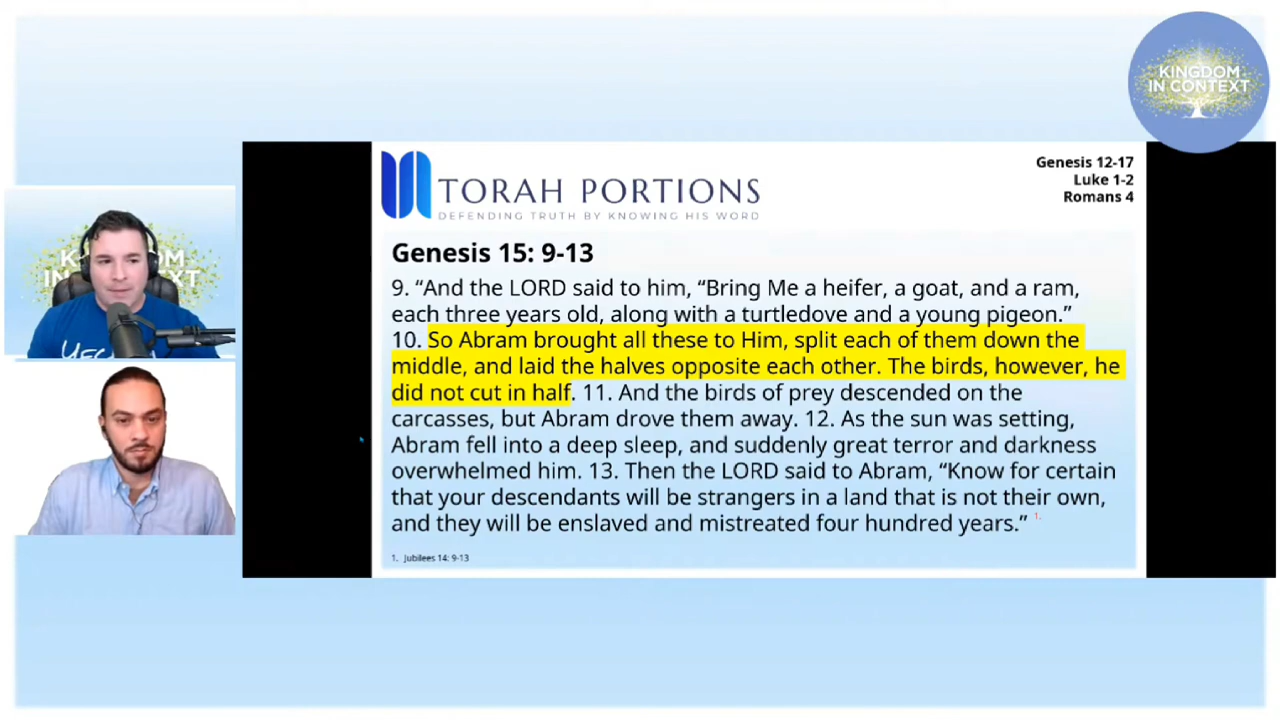 KINGDOM
IN CONTEXT
TORAH PORTIONS
DEFENDING TRUTH BY KNOWING HIS WORD
Genesis 12-17
Luke 1-2
Romans 4
Genesis 15: 9-13
9. “And the LORD said to him, “Bring Me a heifer, a goat, and a ram,
each three years old, along with a turtledove and a young pigeon.”
10. So Abram brought all these to Him, split each of them down the
middle, and laid the halves opposite each other. The birds, however, he
did not cut in half. 11. And the birds of prey descended on the
carcasses, but Abram drove them away. 12. As the sun was setting,
Abram fell into a deep sleep, and suddenly great terror and darkness
overwhelmed him. 13. Then the LORD said to Abram, “Know for certain
that your descendants will be strangers in a land that is not their own,
and they will be enslaved and mistreated four hundred years.” 1.
1. Jubilees 14: 9-13